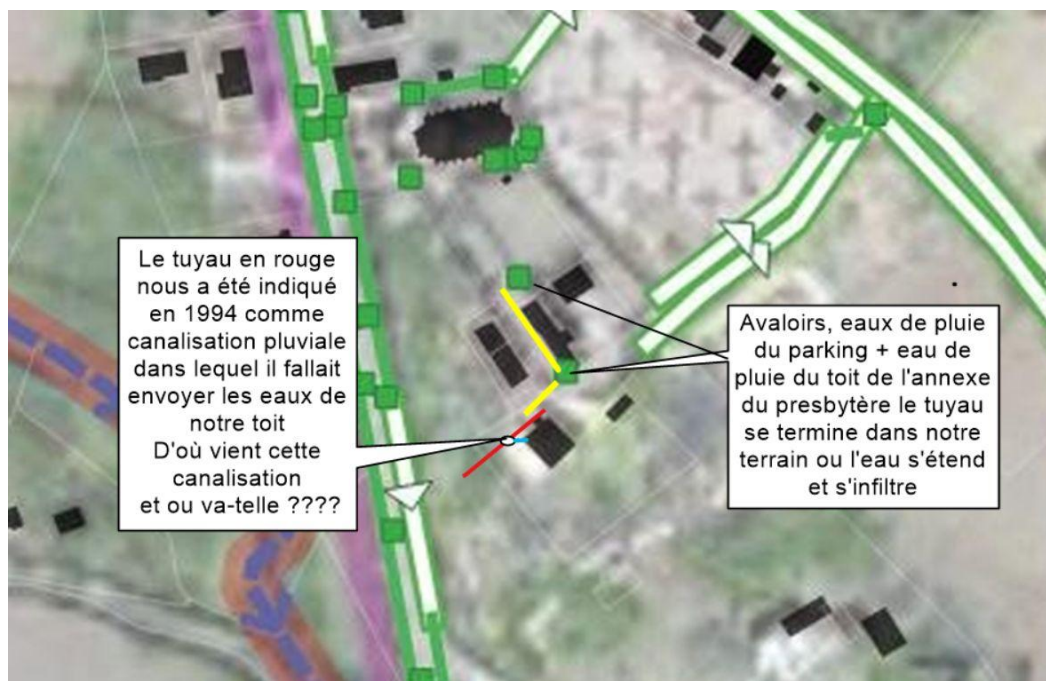 Le tuyau en rouge
nous a été indiqué
en 1994 comme
canalisation pluviale
dans lequel il fallait
envoyer les eaux de
notre toit
D'où vient cette
canalisation
et ou va-telle ????
Avaloirs, eaux de pluie
du parking + eau de
pluie du toit de l'annexe
du presbytère le tuyau
se termine dans notre
terrain ou l'eau s'étend
et s'infiltre